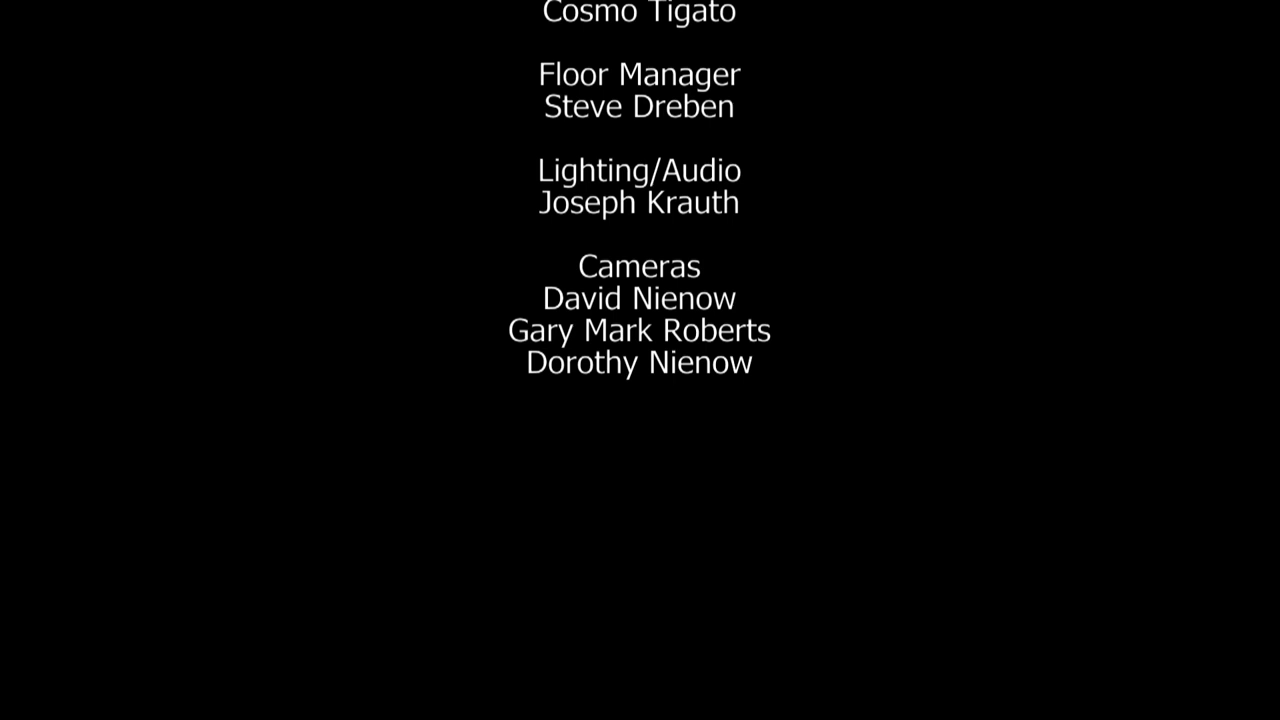 Cosmo Tigato
Floor Manager
Steve Dreben
Lighting/Audio
Joseph Krauth
Cameras
David Nienow
Gary Mark Roberts
Dorothy Nienow